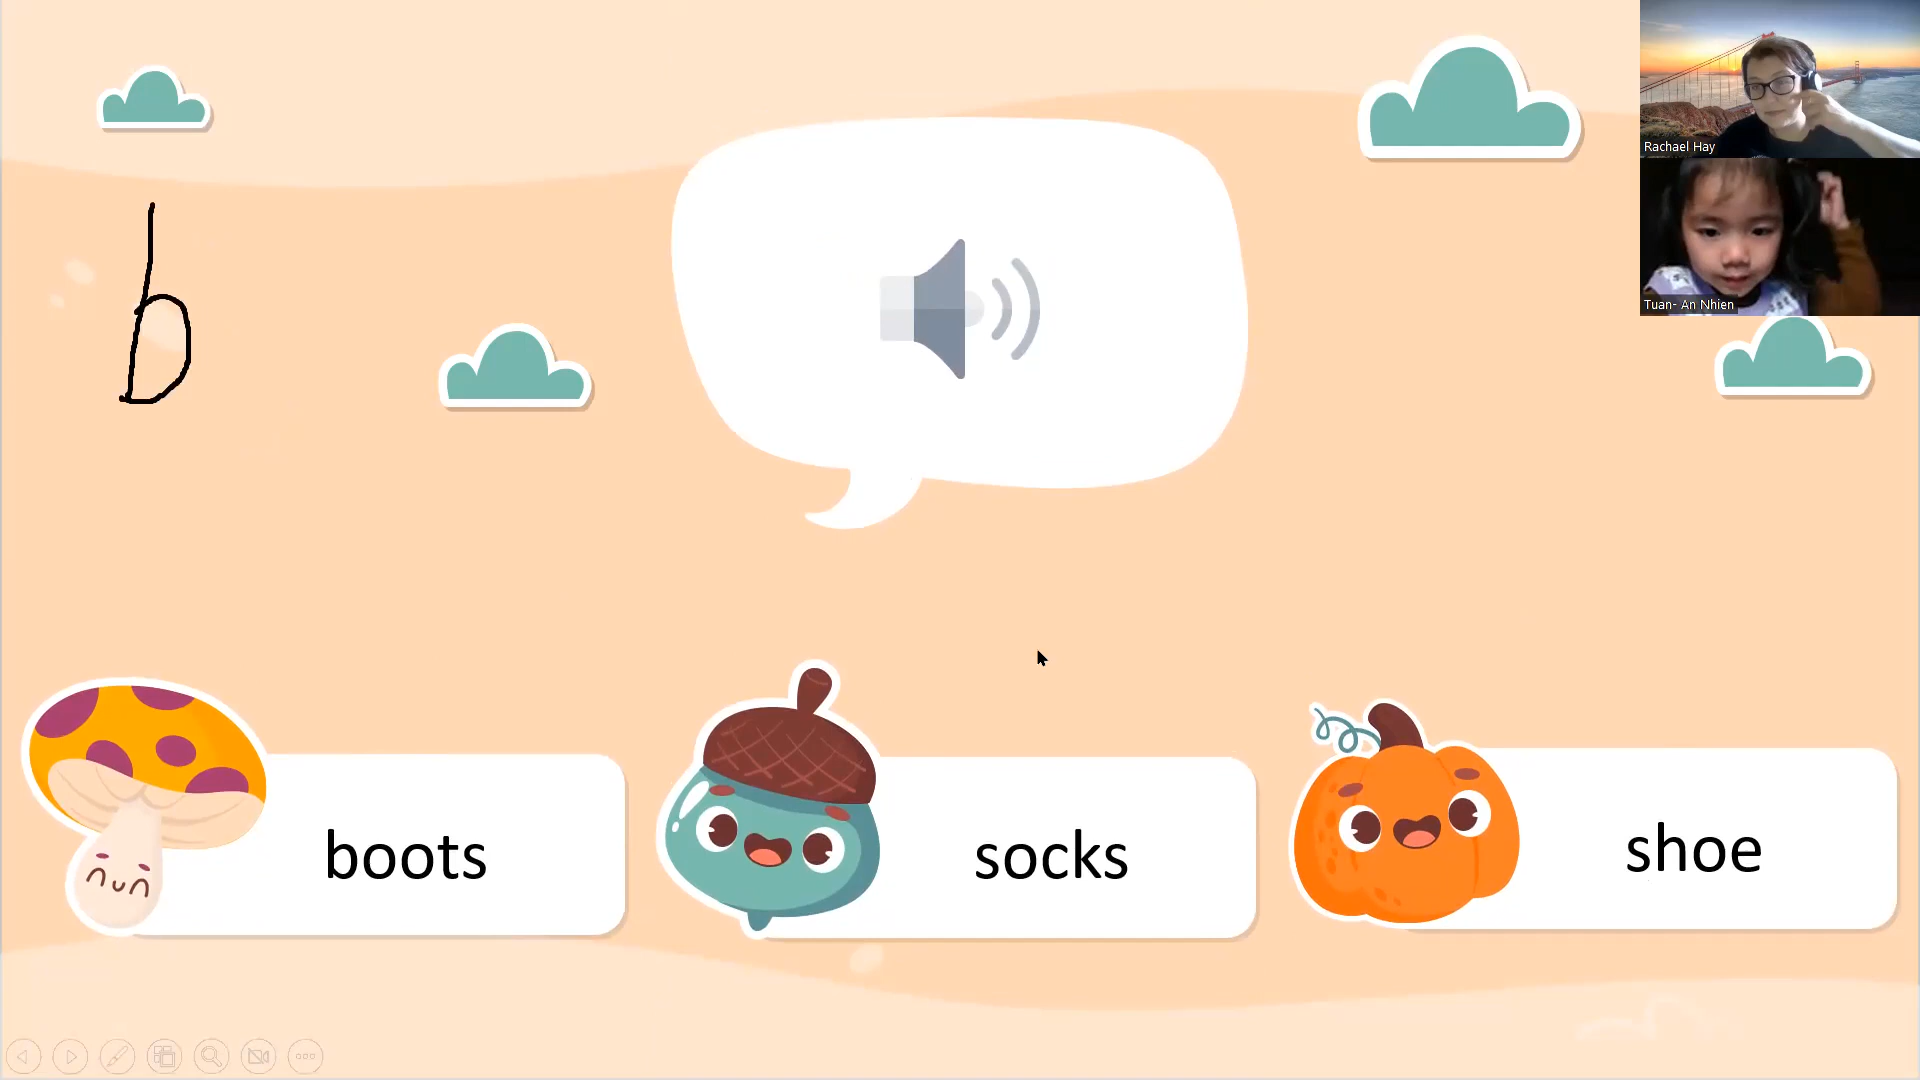 Rachael Hay
Tuan- An Nhien
b
boots
socks
shoe